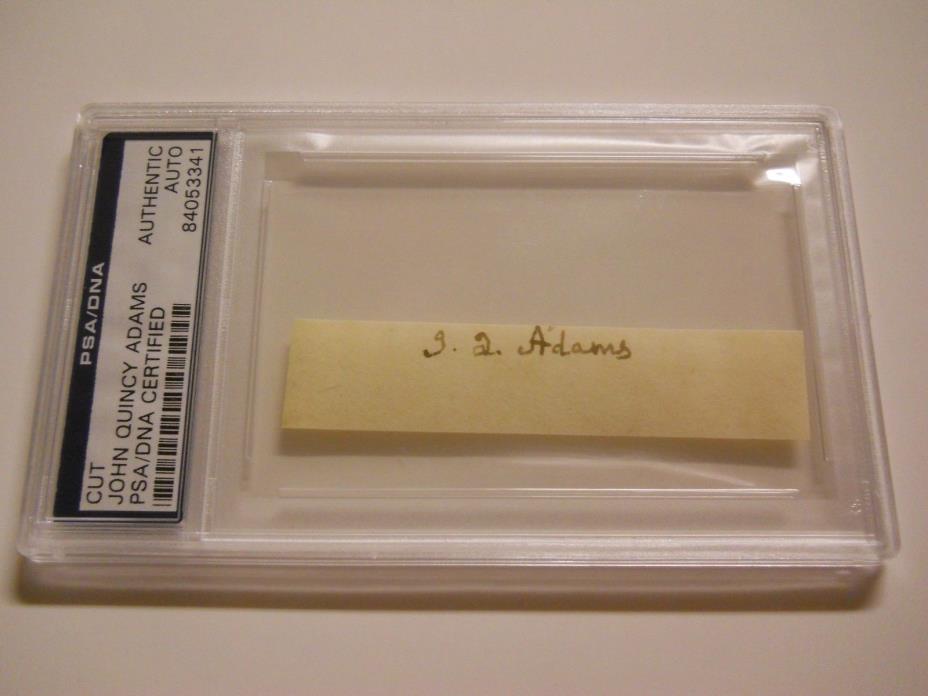 PSA/DNA
CUT
JOHN QUINCY ADAMS
PSA/DNA CERTIFIED
AUTHENTIC
AUTO
84053341
J. Q. Adams